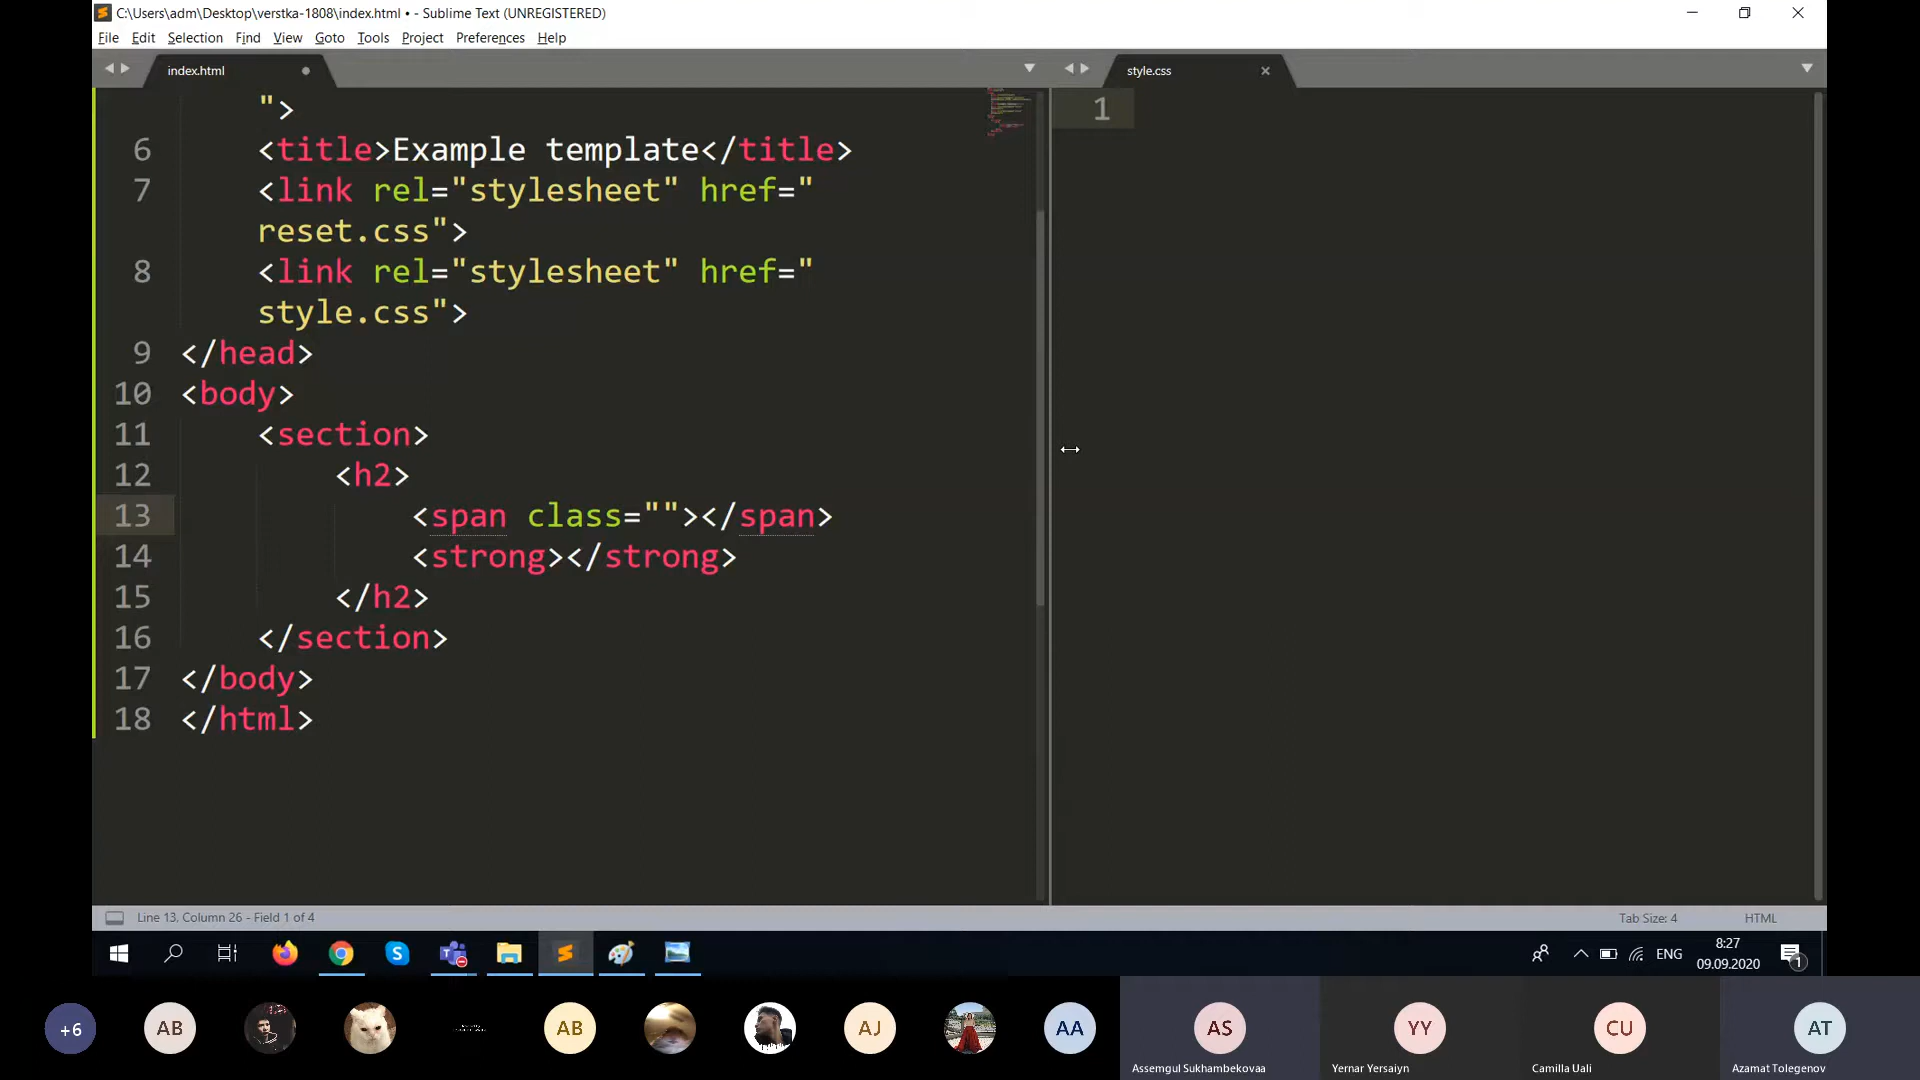 C:\Users\adm\Desktop\verstka-1808\index.html • - Sublime Text (UNREGISTERED)
File Edit Selection Find View Goto Tools Project Preferences Help
index.html
style.css
">
6 <title>Example template</title>
7 <link rel="stylesheet" href="
reset.css">
8 <link rel="stylesheet" href="
style.css">
9 </head>
10 <body>
11 <section>
12 <h2>
13 <span class=""></span>
14 <strong></strong>
15 </h2>
16 </section>
17 </body>
18 </html>
1
Line 13, Column 26 - Field 1 of 4
Tab Size: 4
HTML
ENG
8:27
09.09.2020
1
+6
AB
AB
AJ
AA
AS
YY
CU
AT
Assemgul Sukhambekovaa
Yernar Yersaiyn
Camilla Uali
Azamat Tolegenov